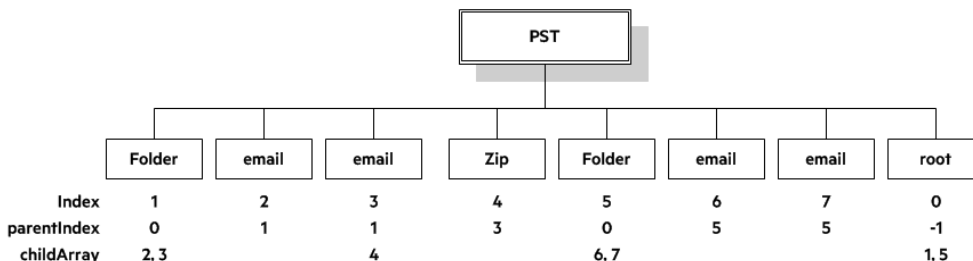 PST
Folder email email Zip Folder email email root
Index 1 2 3 4 5 6 7 0
parentIndex 0 1 1 3 0 5 5 -1
childArray 2, 3 4 6, 7 1, 5